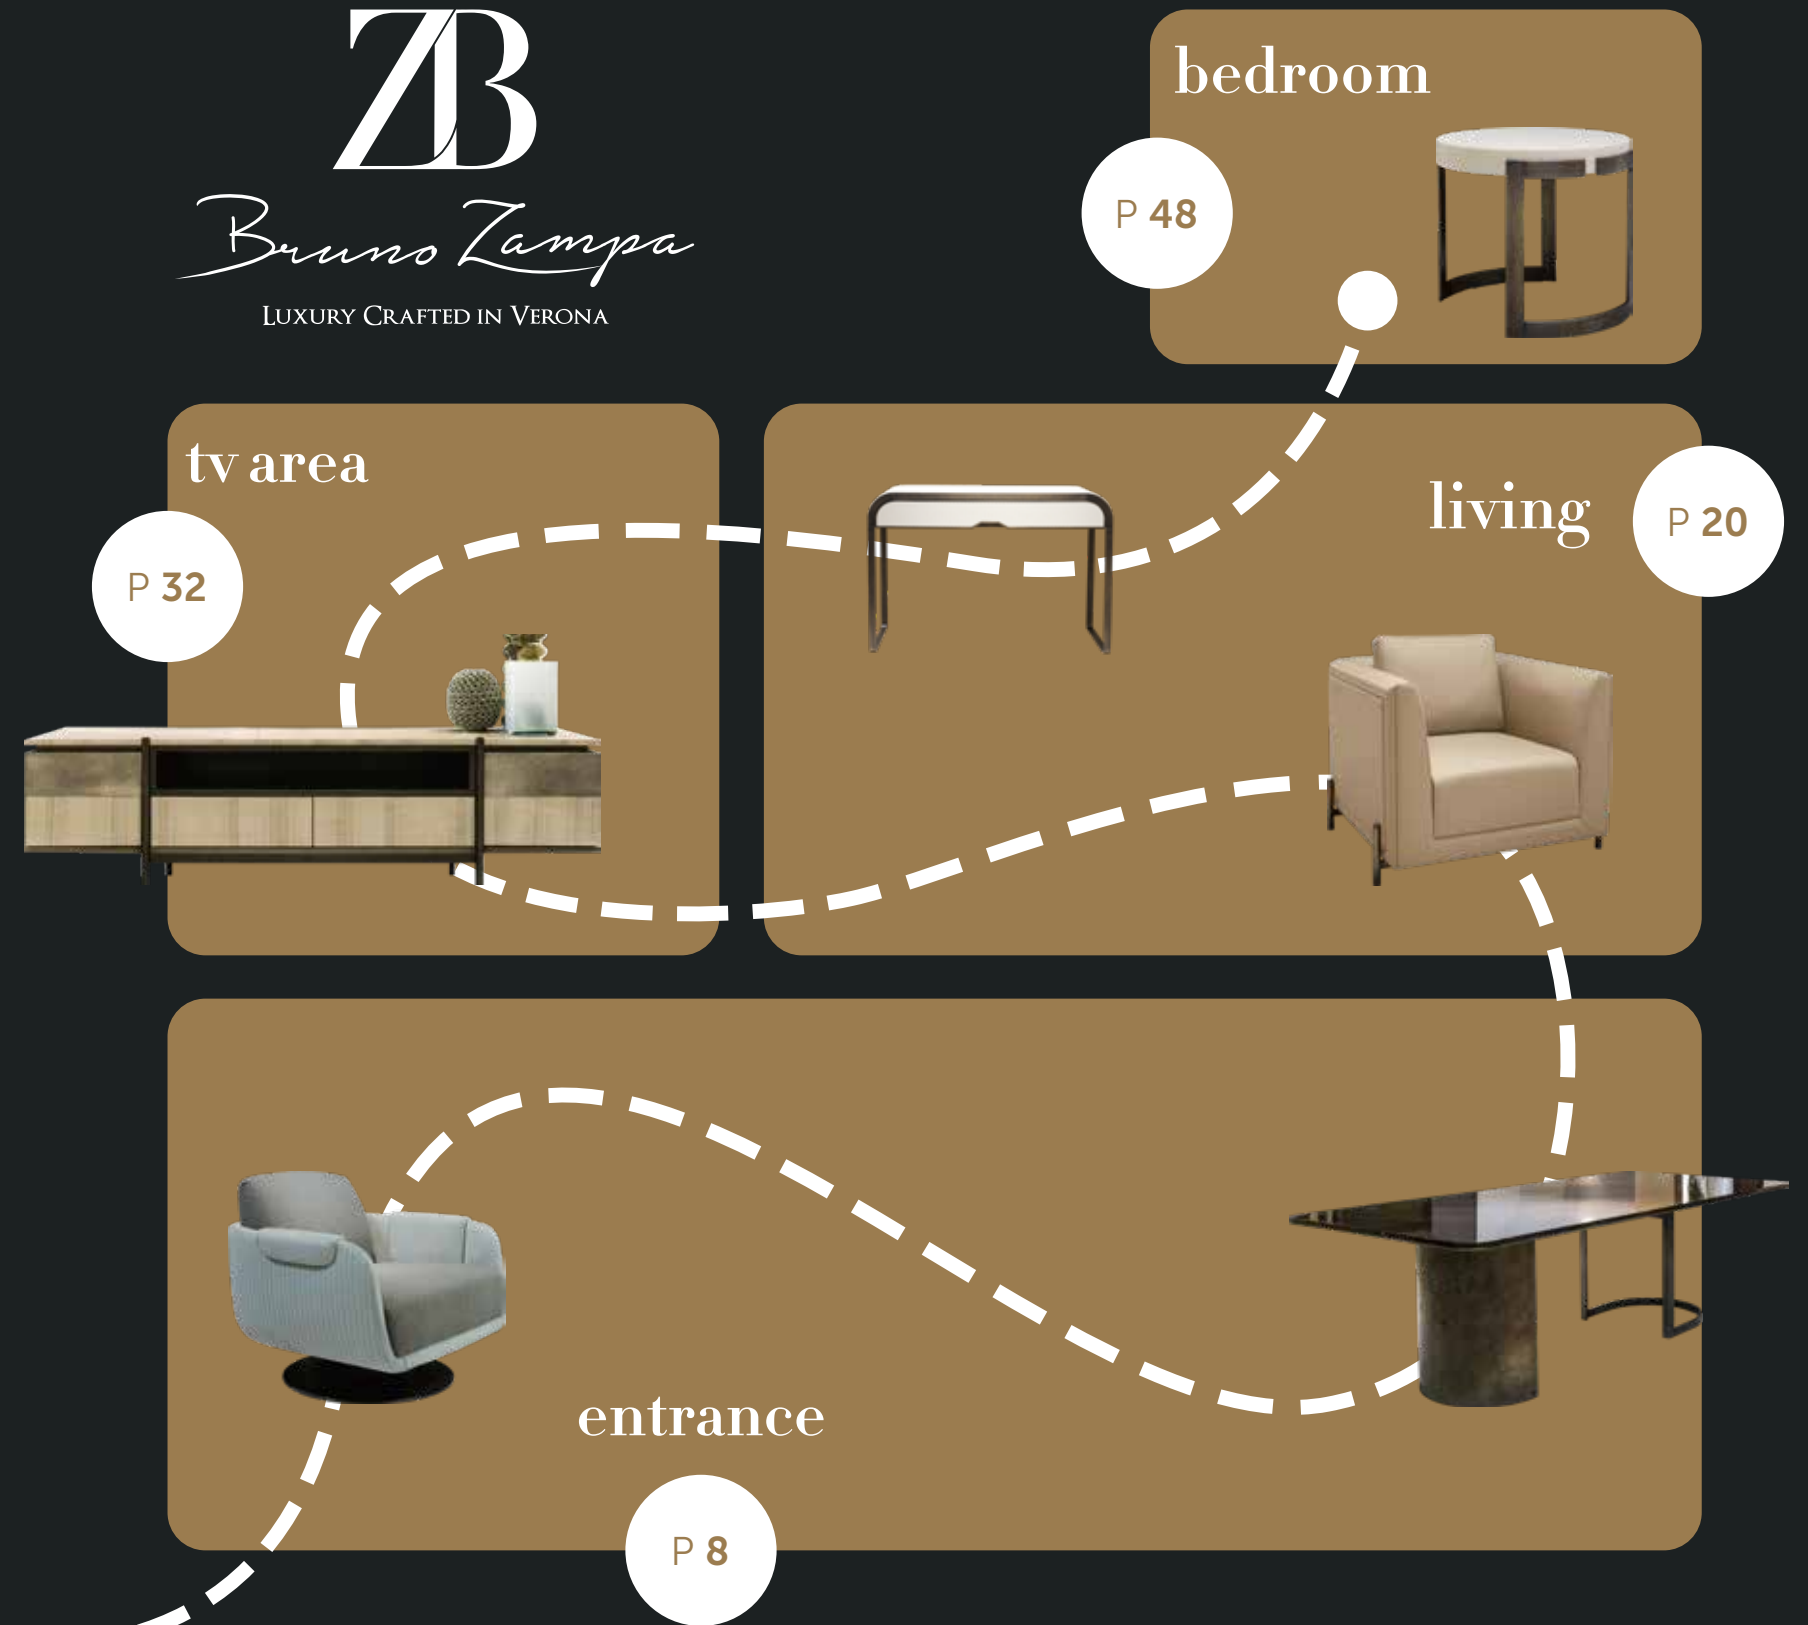 ZB
Bruno Zampa
Luxury Crafted in Verona
bedroom
P 48
tv area
P 32
living
P 20
entrance
P 8